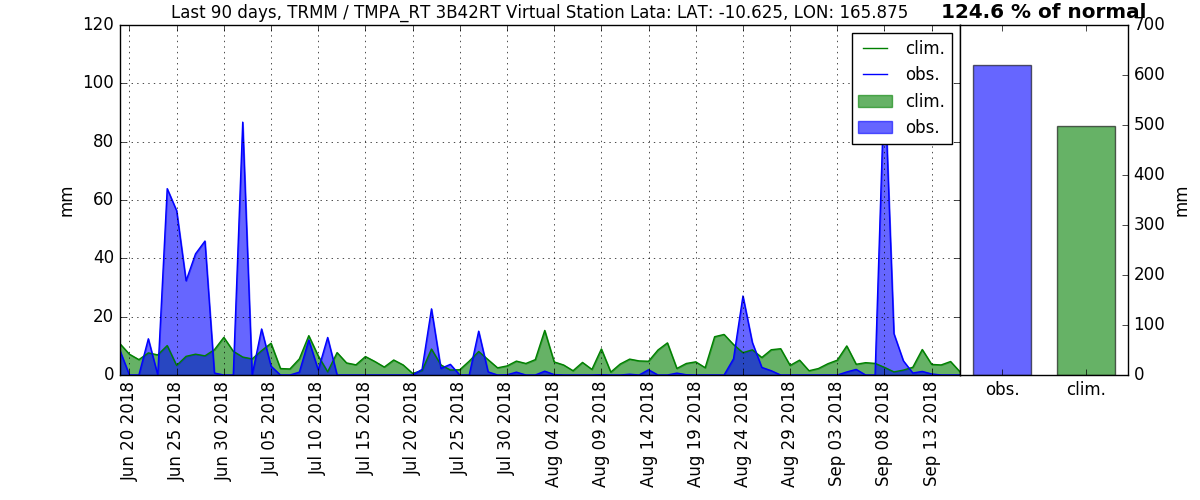 Last 90 days, TRMM / TMPA_RT 3B42RT Virtual Station Lata: LAT: -10.625, LON: 165.875
124.6 % of normal
120
100
80
60
40
20
0
mm
clim.
obs.
clim.
obs.
700
600
500
400
300
200
100
0
mm
Jun 20 2018
Jun 25 2018
Jun 30 2018
Jul 05 2018
Jul 10 2018
Jul 15 2018
Jul 20 2018
Jul 25 2018
Jul 30 2018
Aug 04 2018
Aug 09 2018
Aug 14 2018
Aug 19 2018
Aug 24 2018
Aug 29 2018
Sep 03 2018
Sep 08 2018
Sep 13 2018
obs.
clim.